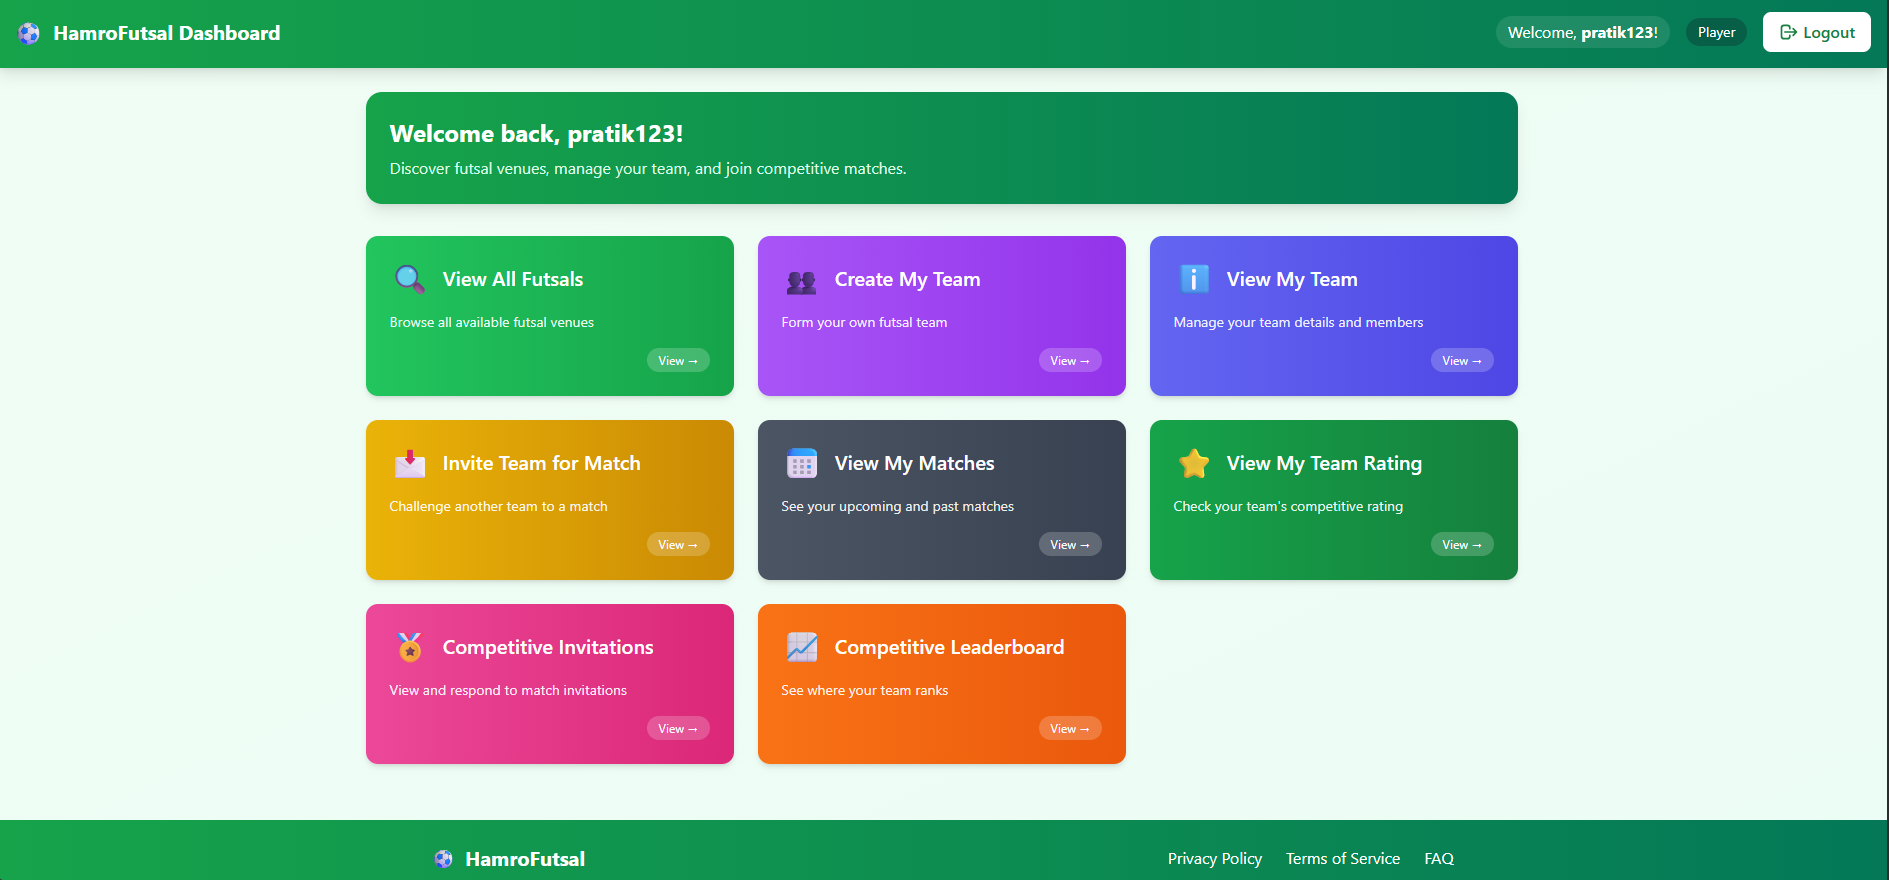 HamroFutsal Dashboard
Welcome, pratik123!
Player
Logout
Welcome back, pratik123!
Discover futsal venues, manage your team, and join competitive matches.
View All Futsals
Browse all available futsal venues
View →
Create My Team
Form your own futsal team
View →
View My Team
Manage your team details and members
View →
Invite Team for Match
Challenge another team to a match
View →
View My Matches
See your upcoming and past matches
View →
View My Team Rating
Check your team's competitive rating
View →
Competitive Invitations
View and respond to match invitations
View →
Competitive Leaderboard
See where your team ranks
View →
HamroFutsal
Privacy Policy
Terms of Service
FAQ